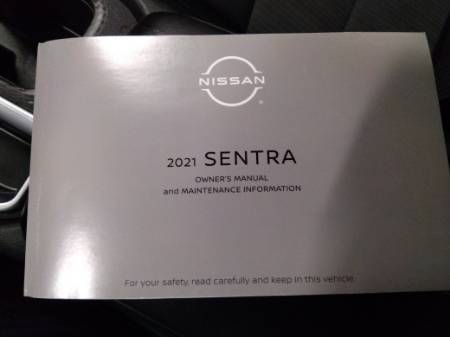 NISSAN
2021 SENTRA
OWNER'S MANUAL
and MAINTENANCE INFORMATION
For your safety, read carefully and keep in this vehicle.